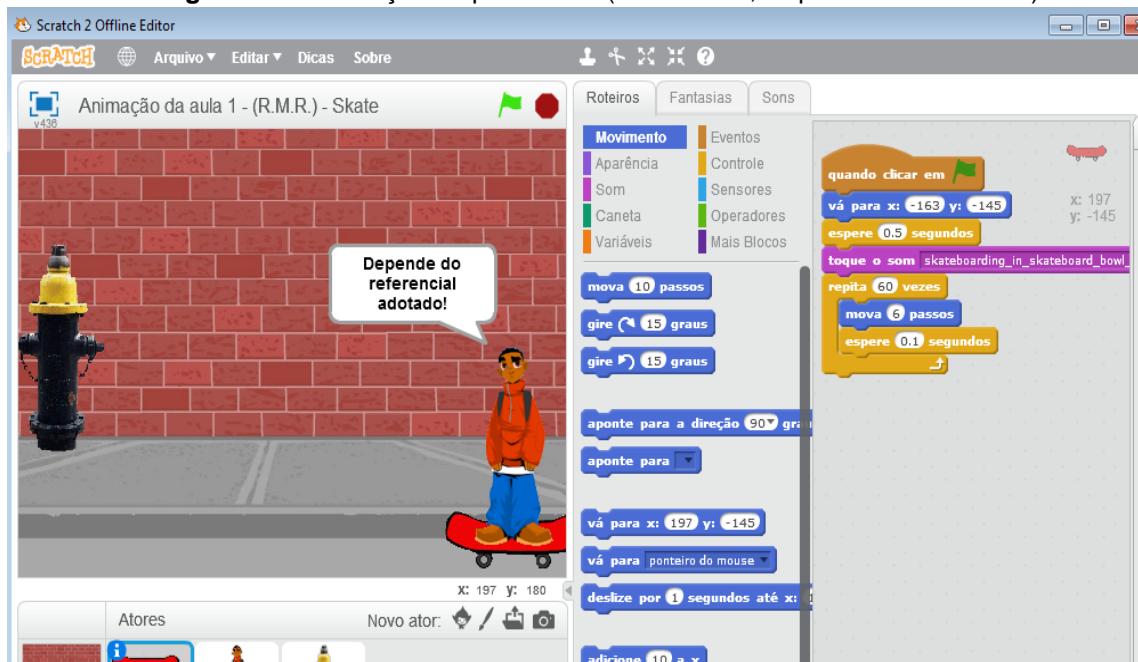 Scratch 2 Offline Editor
SCRATCH Arquivo Editar Dicas Sobre
v436
Animação da aula 1 - (R.M.R.) - Skate
Depende do
referencial
adotado!
x: 197 y: 180
Atores
Novo ator:
Roteiros Fantasias Sons
Movimento Eventos
Aparência Controle
Som Sensores
Caneta Operadores
Variáveis Mais Blocos
mova 10 passos
gire 15 graus
gire 15 graus
aponte para a direção 90
aponte para
vá para x: 197 y: -145
vá para ponteiro do mouse
deslize por 1 segundos até x:
adicione 10 a x
quando clicar em
vá para x: -163 y: -145
espere 0.5 segundos
toque o som skateboarding_in_skateboard_bowl_
repita 60 vezes
mova 6 passos
espere 0.1 segundos
x: 197
y: -145